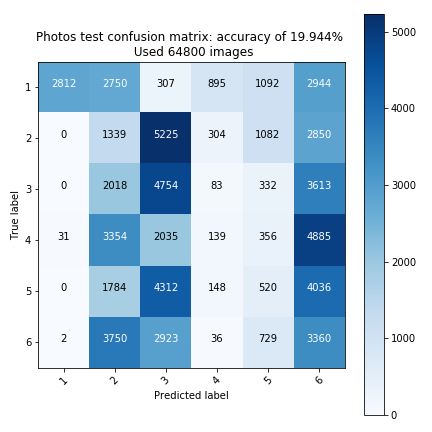 Photos test confusion matrix: accuracy of 19.944%
Used 64800 images
5000
1 2812 2750 307 895 1092 2944
4000
2 0 1339 5225 304 1082 2850
3 0 2018 4754 83 332 3613
3000
True label
4 31 3354 2035 139 356 4885
2000
5 0 1784 4312 148 520 4036
1000
6 2 3750 2923 36 729 3360
0
1 2 3 4 5 6
Predicted label